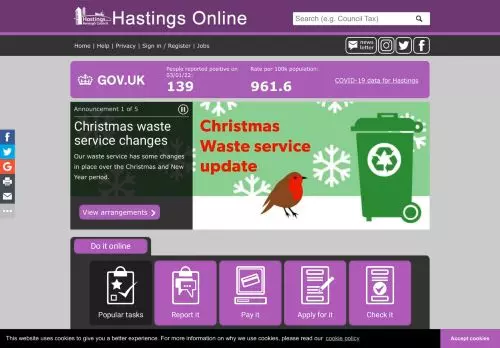 Hastings
Borough Council
Hastings Online
Search (e.g. Council Tax)
Home | Help | Privacy | Sign in / Register | Jobs
news
letter
GOV.UK
People reported positive on
03/01/22:
139
Rate per 100k population:
961.6
COVID-19 data for Hastings
Announcement 1 of 5
Christmas waste
service changes
Our waste service has some changes
in place over the Christmas and New
Year period.
View arrangements ❯
Christmas
Waste service
update
Do it online
Popular tasks
Report it
Pay it
Apply for it
Check it
This website uses cookies to give you a better experience. For more information on why we use cookies, please read our cookie policy
Accept cookies